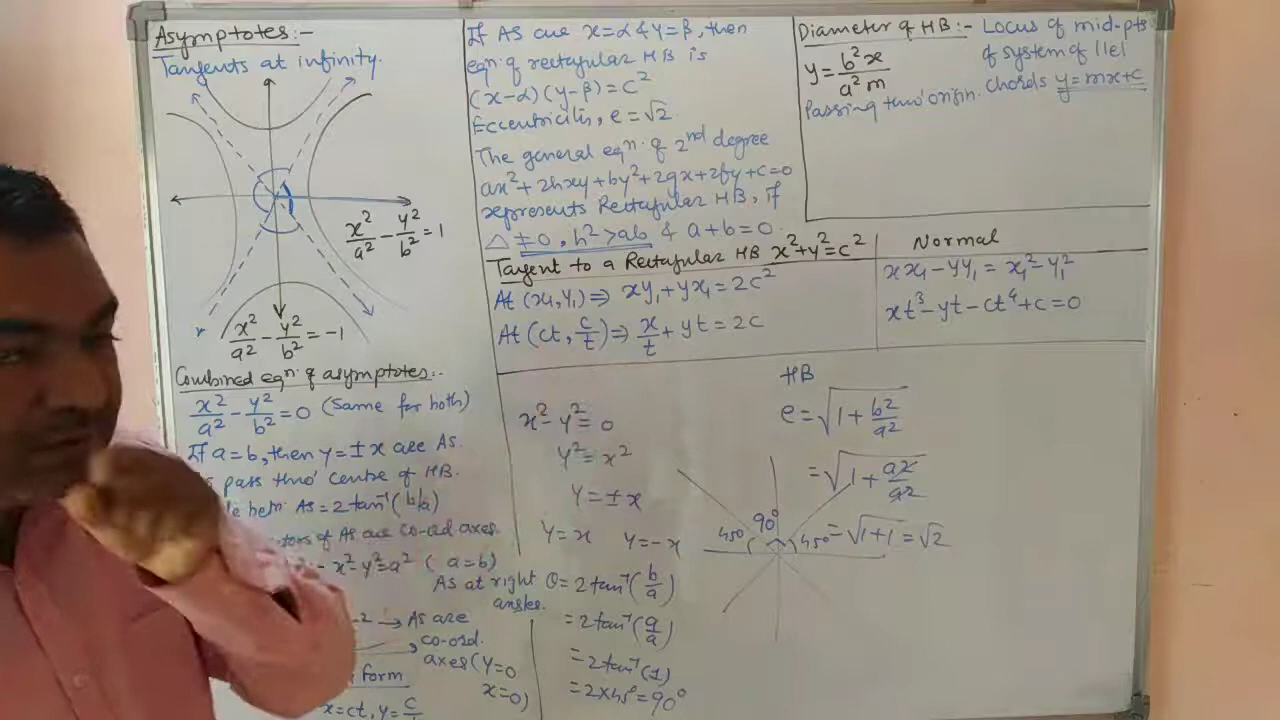 Asymptotes:-
Tangents at infinity.
x²/a² - y²/b² = 1
x²/a² - y²/b² = -1
Combined eqn. of asymptotes:-
x²/a² - y²/b² = 0 (Same for both)
If a=b, then y=±x are As.
pass thro' centre of HB.
betn. As = 2tan⁻¹(b/a)
of As are co-ord axes.
- x²-y²=a² (a=b)
As at right
angles.
→ As are
co-ord.
axes (y=0
x=0)
form
x=ct, y=c/t
If As are x=α & y=β, then
eqn. of rectangular HB is
(x-α)(y-β)=c²
Eccentricity, e=√2.
The general eqn. of 2nd degree
ax²+2hxy+by²+2gx+2fy+c=0
represents Rectangular HB, if
△≠0, h²>ab & a+b=0.
Diameter of HB:- Locus of mid-pts
of system of llel
chords y=mx+c
y = b²x/a²m
Passing thro' origin.
Tangent to a Rectangular HB x²+y²=c²
At (x₁,y₁) ⇒ xy₁+yx₁=2c²
At (ct, c/t) ⇒ x/t + yt = 2c
Normal
xx₁-yy₁ = x₁²-y₁²
xt³-yt-ct⁴+c=0
x²-y²=0
y²=x²
y=±x
y=x y=-x
θ=2tan⁻¹(b/a)
=2tan⁻¹(a/a)
=2tan⁻¹(1)
=2×45°=90°
HB
e=√(1+b²/a²)
=√(1+a²/a²)
=√(1+1)=√2
45° 90° 45°